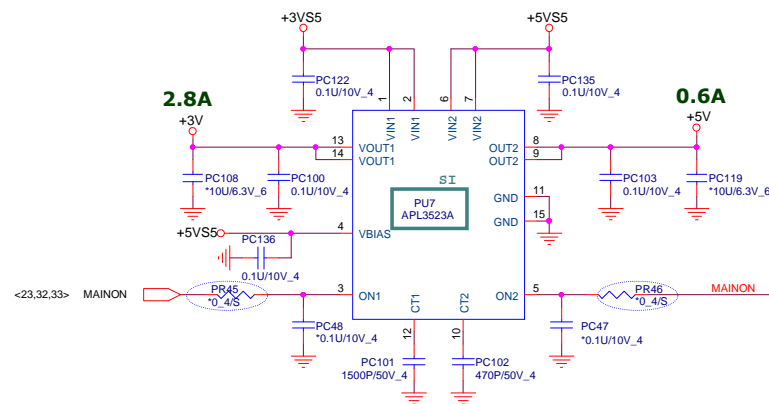 +3VS5
+5VS5
PC122
0.1U/10V_4
PC135
0.1U/10V_4
2.8A
+3V
0.6A
+5V
1
2
6
7
VIN1
VIN1
VIN2
VIN2
13
14
VOUT1
VOUT1
OUT2
OUT2
8
9
PC108
*10U/6.3V_6
PC100
0.1U/10V_4
PC103
0.1U/10V_4
PC119
*10U/6.3V_6
SI
PU7
APL3523A
GND
11
GND
15
+5VS5
4
VBIAS
PC136
0.1U/10V_4
<23,32,33> MAINON
PR45
*0_4/S
3
ON1
ON2
5
PR46
*0_4/S
MAINON
CT1
CT2
12
10
PC48
*0.1U/10V_4
PC47
*0.1U/10V_4
PC101
1500P/50V_4
PC102
470P/50V_4